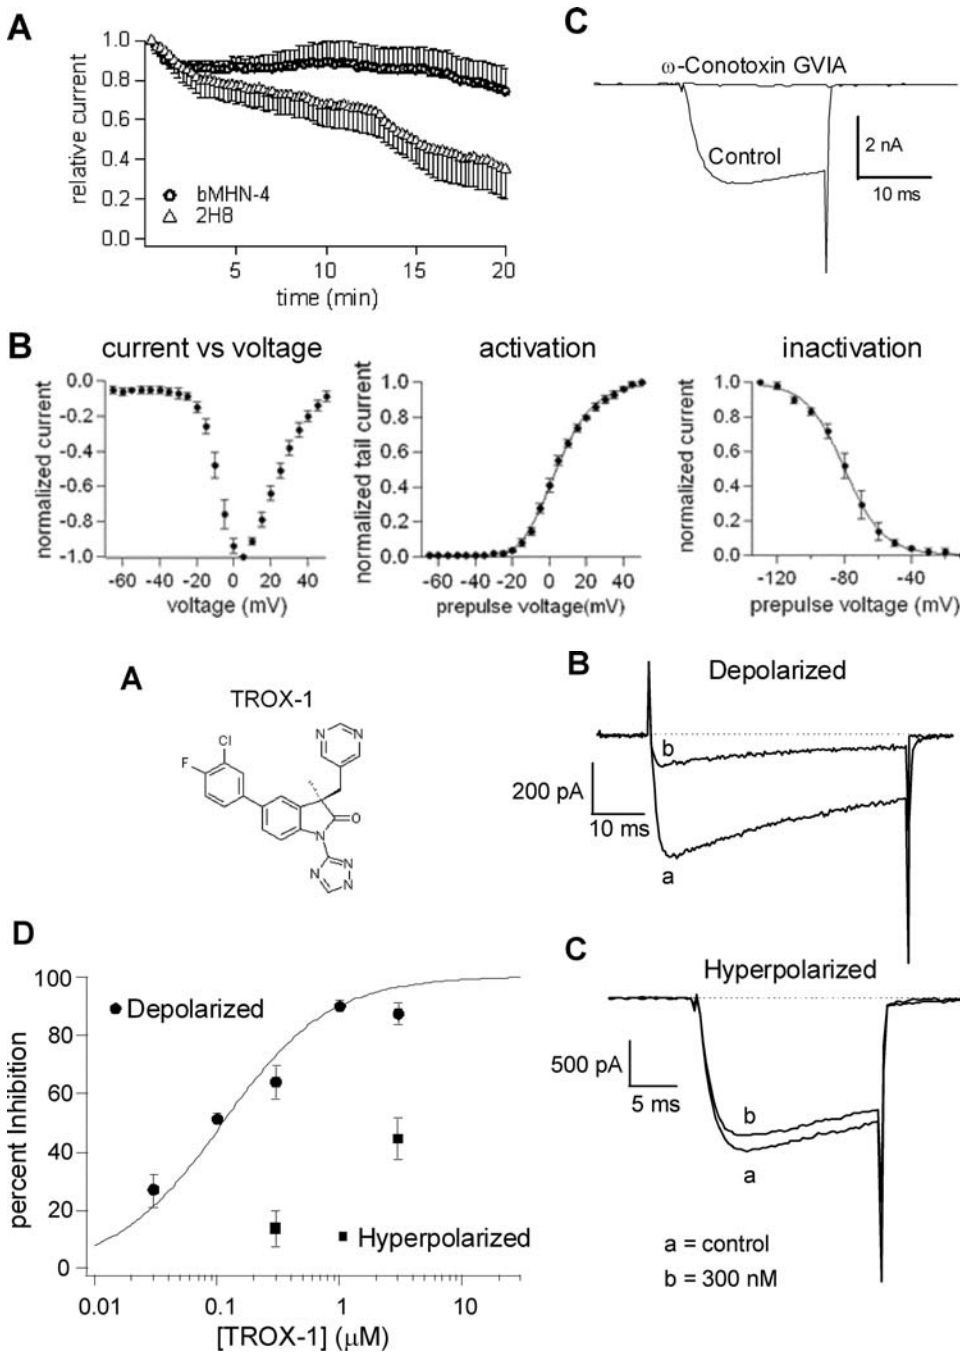 A
relative current
1.0
0.8
0.6
0.4
0.2
0.0
bMHN-4
2H8
5
10
15
20
time (min)
C
ω-Conotoxin GVIA
Control
2 nA
10 ms
B
current vs voltage
normalized current
0.0
-0.2
-0.4
-0.6
-0.8
-1.0
-60
-40
-20
0
20
40
voltage (mV)
activation
normalized tail current
1.0
0.8
0.6
0.4
0.2
0.0
-60
-40
-20
0
20
40
prepulse voltage(mV)
inactivation
normalized current
1.0
0.8
0.6
0.4
0.2
0.0
-120
-80
-40
prepulse voltage (mV)
A
TROX-1
Cl
F
N
N
O
N
N
N
N
B
Depolarized
b
200 pA
10 ms
a
D
percent Inhibition
100
80
60
40
20
0
Depolarized
Hyperpolarized
0.01
0.1
1
10
[TROX-1] (μM)
C
Hyperpolarized
500 pA
5 ms
b
a
a = control
b = 300 nM